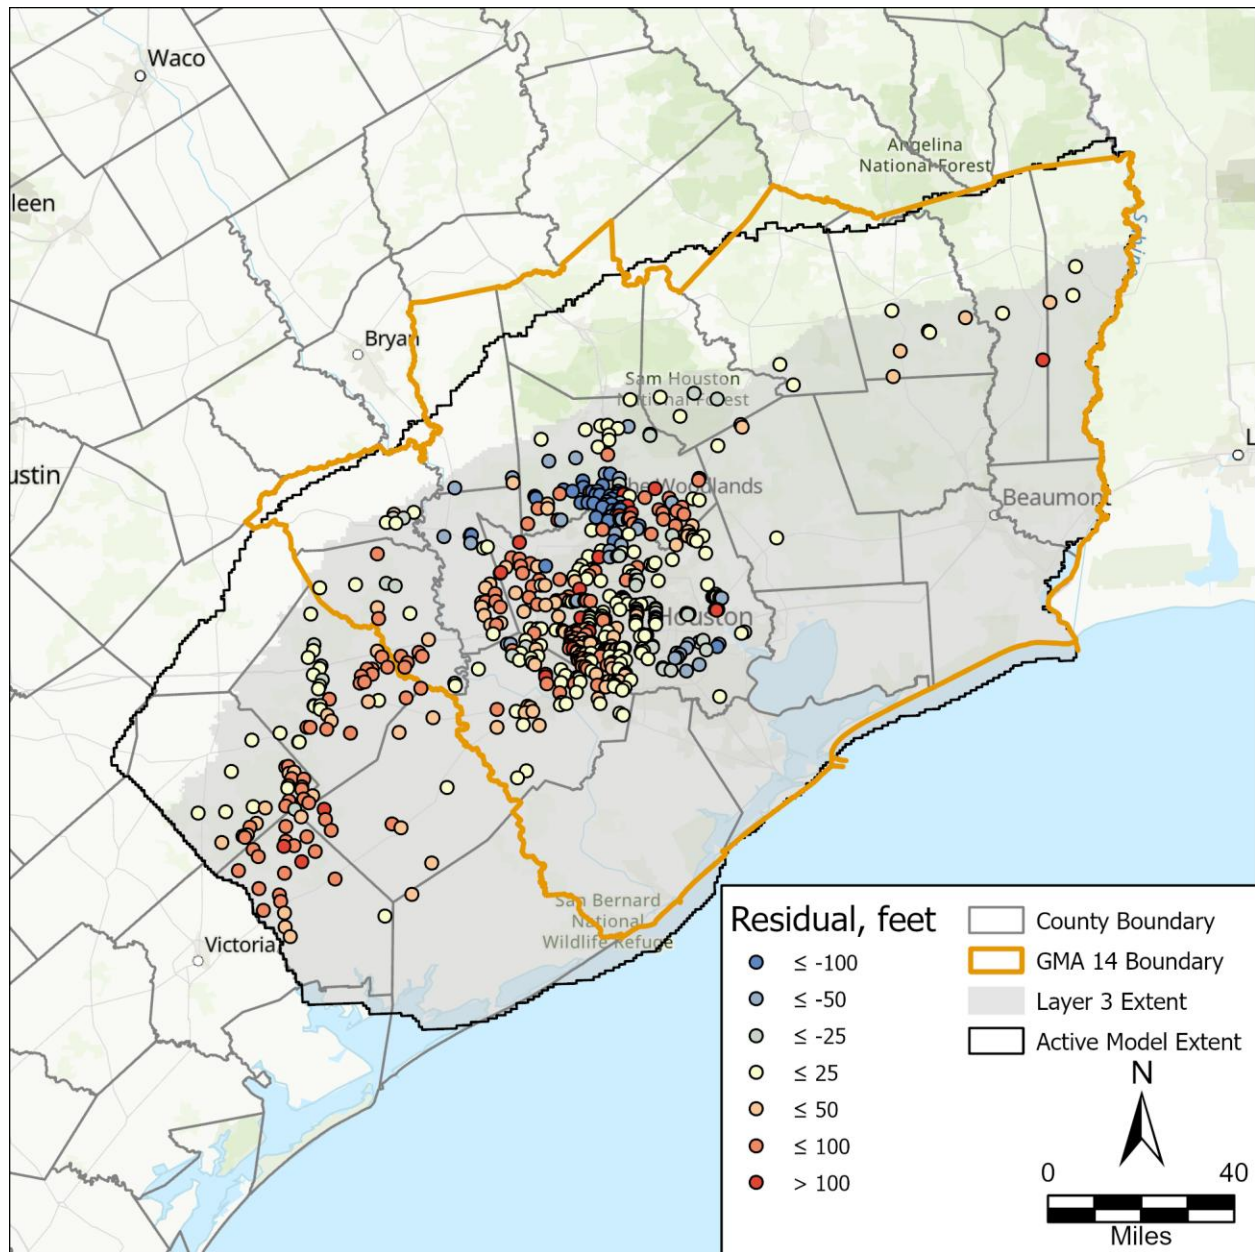 Waco
Angelina
National Forest
leen
Sabine
Bryan
Sam Houston
National Forest
ustin
L
The Woodlands
Beaumont
Houston
San Bernard
National
Wildlife Refuge
Victoria
Residual, feet
≤ -100
≤ -50
≤ -25
≤ 25
≤ 50
≤ 100
> 100
County Boundary
GMA 14 Boundary
Layer 3 Extent
Active Model Extent
N
0 40
Miles